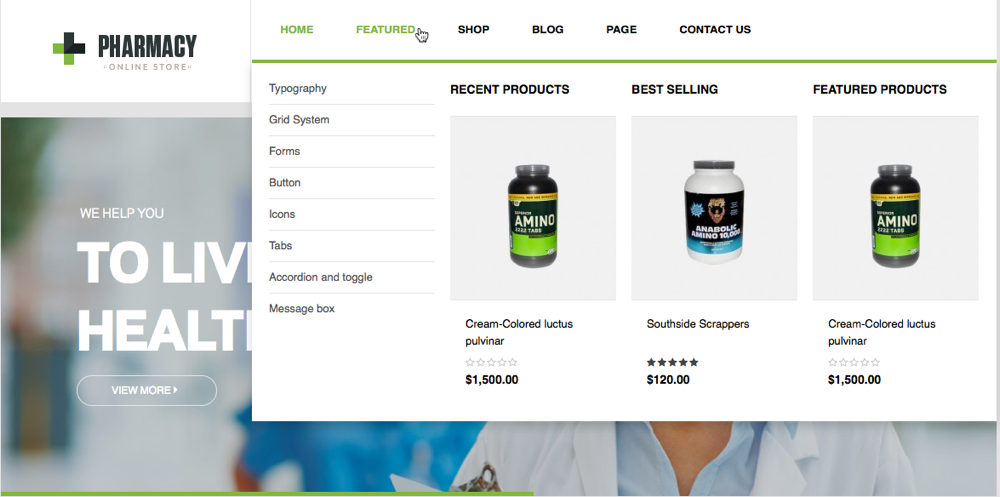 PHARMACY
ONLINE STORE
HOME FEATURED SHOP BLOG PAGE CONTACT US
Typography
Grid System
Forms
Button
Icons
Tabs
Accordion and toggle
Message box
RECENT PRODUCTS
AMINO
2222 TABS
Cream-Colored luctus
pulvinar
$1,500.00
BEST SELLING
ANABOLIC
AMINO 10,000
Southside Scrappers
$120.00
FEATURED PRODUCTS
AMINO
2222 TABS
Cream-Colored luctus
pulvinar
$1,500.00
WE HELP YOU
TO LIV
HEALT
VIEW MORE